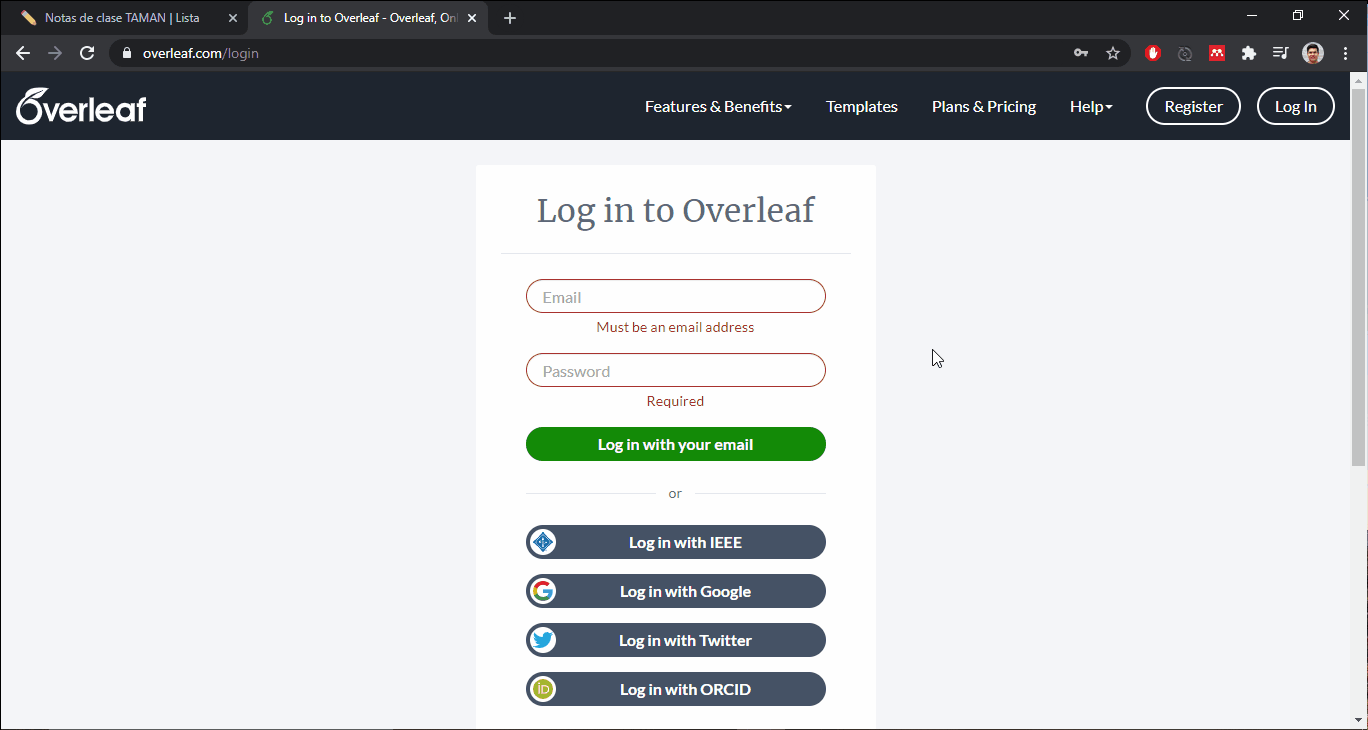 Notas de clase TAMAN | Lista
Log in to Overleaf - Overleaf, Onl
overleaf.com/login
Overleaf
Features & Benefits
Templates
Plans & Pricing
Help
Register
Log In
Log in to Overleaf
Email
Must be an email address
Password
Required
Log in with your email
or
Log in with IEEE
Log in with Google
Log in with Twitter
iD
Log in with ORCID